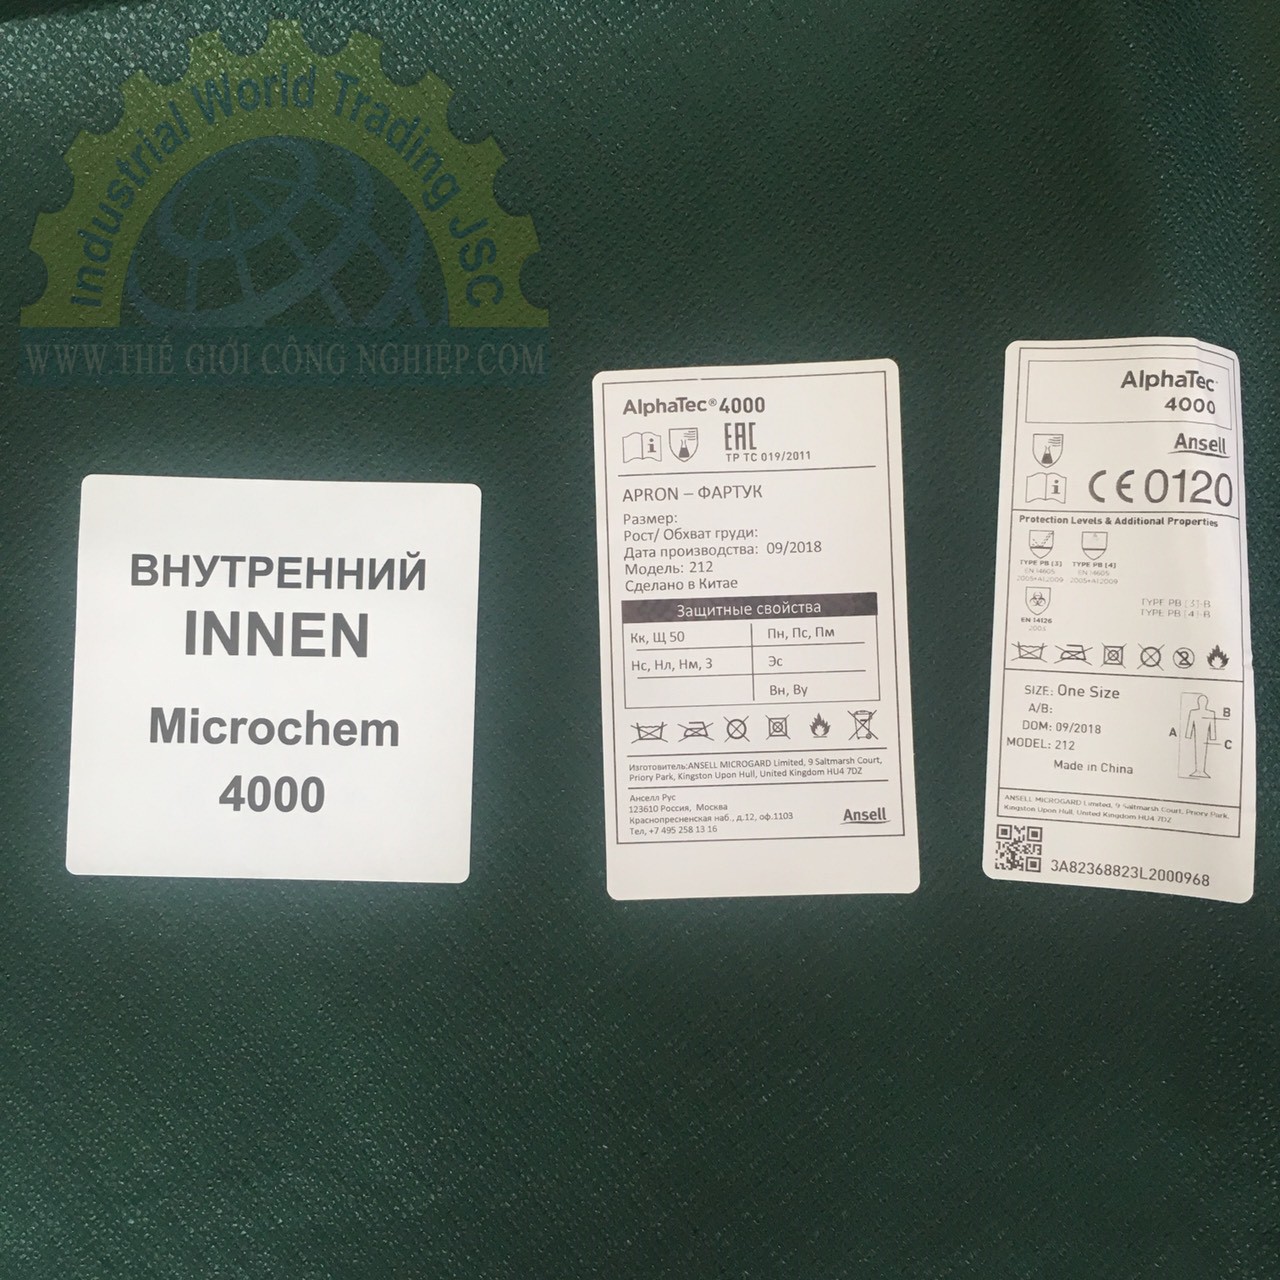 Industrial World Trading JSC
WWW.THẾ GIỚI CÔNG NGHIỆP.COM
ВНУТРЕННИЙ
INNEN
Microchem
4000
AlphaTec® 4000
i
EAC
ТР ТС 019/2011
APRON – ФАРТУК
Размер:
Рост/ Обхват груди:
Дата производства: 09/2018
Модель: 212
Сделано в Китае
Защитные свойства
Кк, Щ 50 Пн, Пс, Пм
Нс, Нл, Нм, З Эс
Вн, Ву
Изготовитель:ANSELL MICROGARD Limited, 9 Saltmarsh Court,
Priory Park, Kingston Upon Hull, United Kingdom HU4 7DZ
Анселл Рус
123610 Россия, Москва
Краснопресненская наб., д.12, оф.1103
Тел, +7 495 258 13 16
Ansell
AlphaTec
4000
Ansell
i
CE 0120
Protection Levels & Additional Properties
TYPE PB [3] TYPE PB [4]
EN 14605 EN 14605
2005+A1:2009 2005+A1:2009
EN 14126
2003
TYPE PB [3]-B
TYPE PB [4]-B
SIZE: One Size
A/B:
DOM: 09/2018
MODEL: 212
Made in China
A
B
C
ANSELL MICROGARD Limited, 9 Saltmarsh Court, Priory Park,
Kingston Upon Hull, United Kingdom HU4 7DZ
3A82368823L2000968